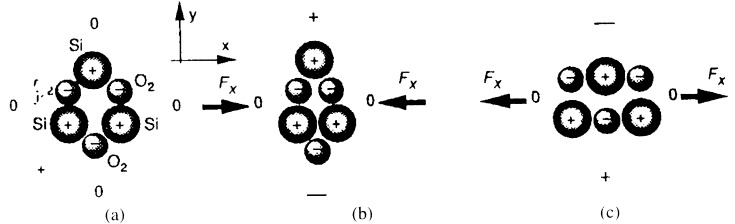 0
+
—
y
Si
x
O₂
Fₓ
Fₓ
Fₓ
Fₓ
0
0
0
0
0
0
Si
Si
O₂
+
0
—
+
(a)
(b)
(c)